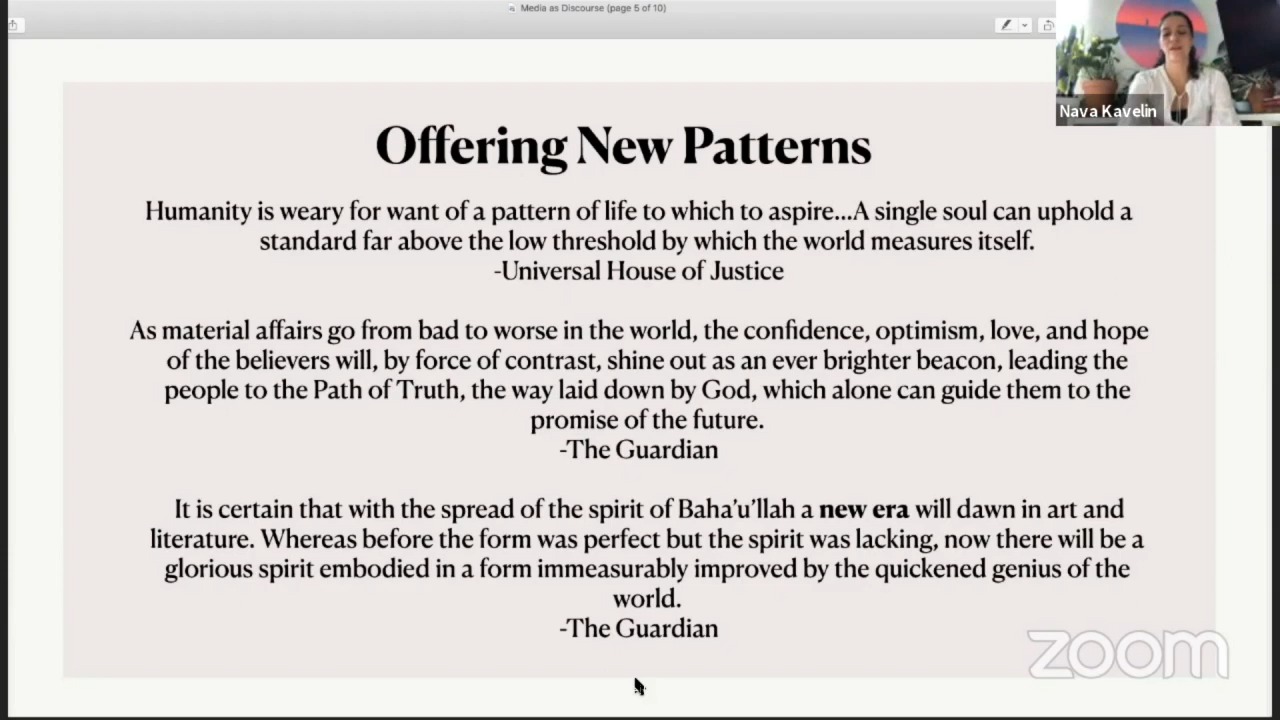 Media as Discourse (page 5 of 10)
Nava Kavelin
Offering New Patterns
Humanity is weary for want of a pattern of life to which to aspire...A single soul can uphold a
standard far above the low threshold by which the world measures itself.
-Universal House of Justice
As material affairs go from bad to worse in the world, the confidence, optimism, love, and hope
of the believers will, by force of contrast, shine out as an ever brighter beacon, leading the
people to the Path of Truth, the way laid down by God, which alone can guide them to the
promise of the future.
-The Guardian
It is certain that with the spread of the spirit of Baha’u’llah a new era will dawn in art and
literature. Whereas before the form was perfect but the spirit was lacking, now there will be a
glorious spirit embodied in a form immeasurably improved by the quickened genius of the
world.
-The Guardian
zoom